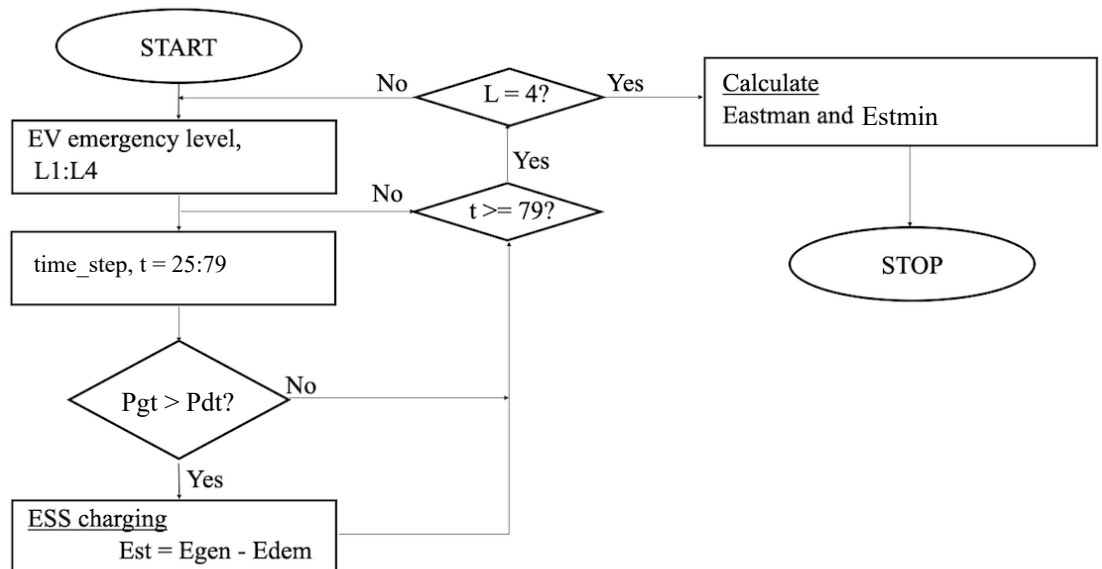 START
No
L = 4?
Yes
Calculate
Eastman and Estmin
EV emergency level,
L1:L4
Yes
No
t >= 79?
time_step, t = 25:79
STOP
Pgt > Pdt?
No
Yes
ESS charging
Est = Egen - Edem